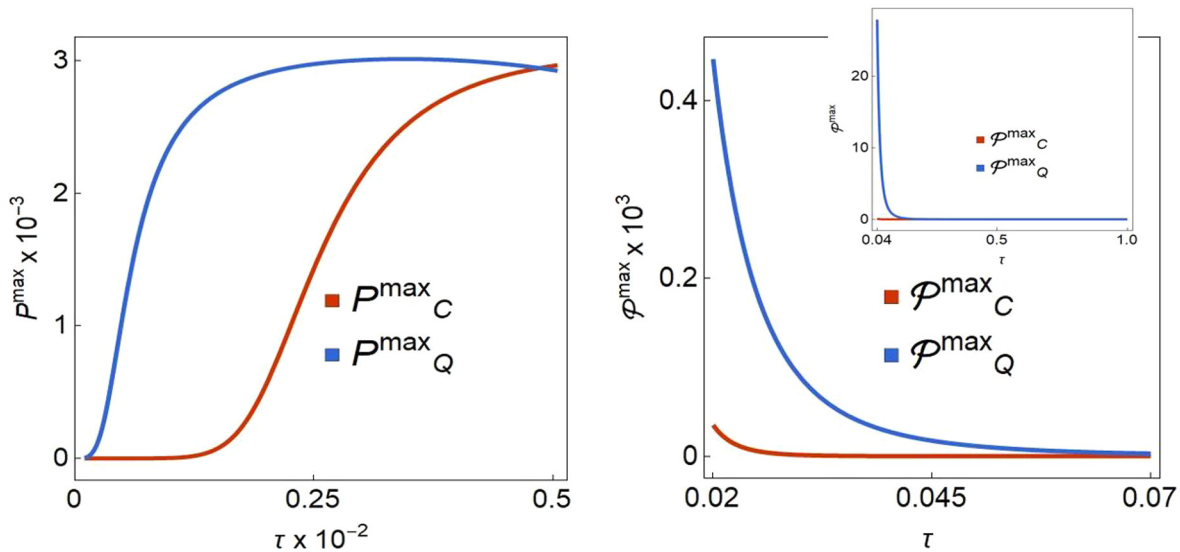 3
2
1
0
P^max x 10^-3
0
0.25
0.5
τ x 10^-2
P^max_C
P^max_Q
0.4
0.2
0
𝒫^max x 10^3
0.02
0.045
0.07
τ
𝒫^max_C
𝒫^max_Q
20
10
0
𝒫^max
0.04
0.5
1.0
τ
𝒫^max_C
𝒫^max_Q